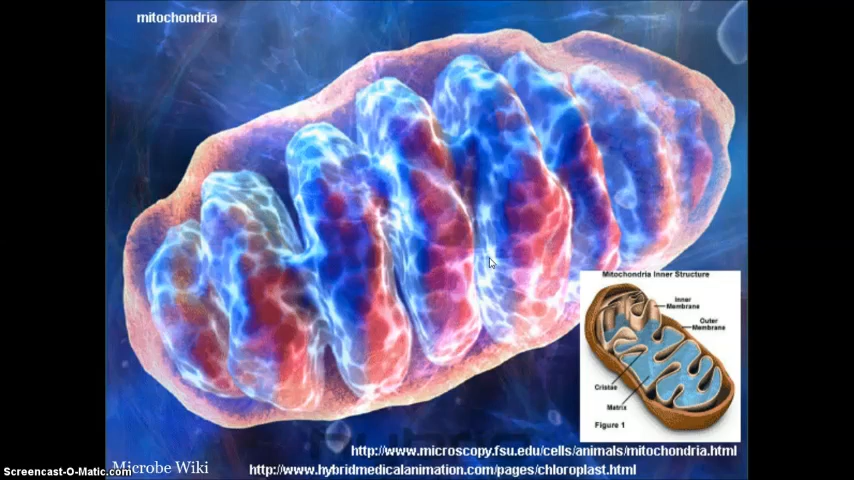 mitochondria
Mitochondria Inner Structure
Inner
Membrane
Outer
Membrane
Cristae
Matrix
Figure 1
http://www.microscopy.fsu.edu/cells/animals/mitochondria.html
Microbe Wiki
http://www.hybridmedicalanimation.com/pages/chloroplast.html
Screencast-O-Matic.com